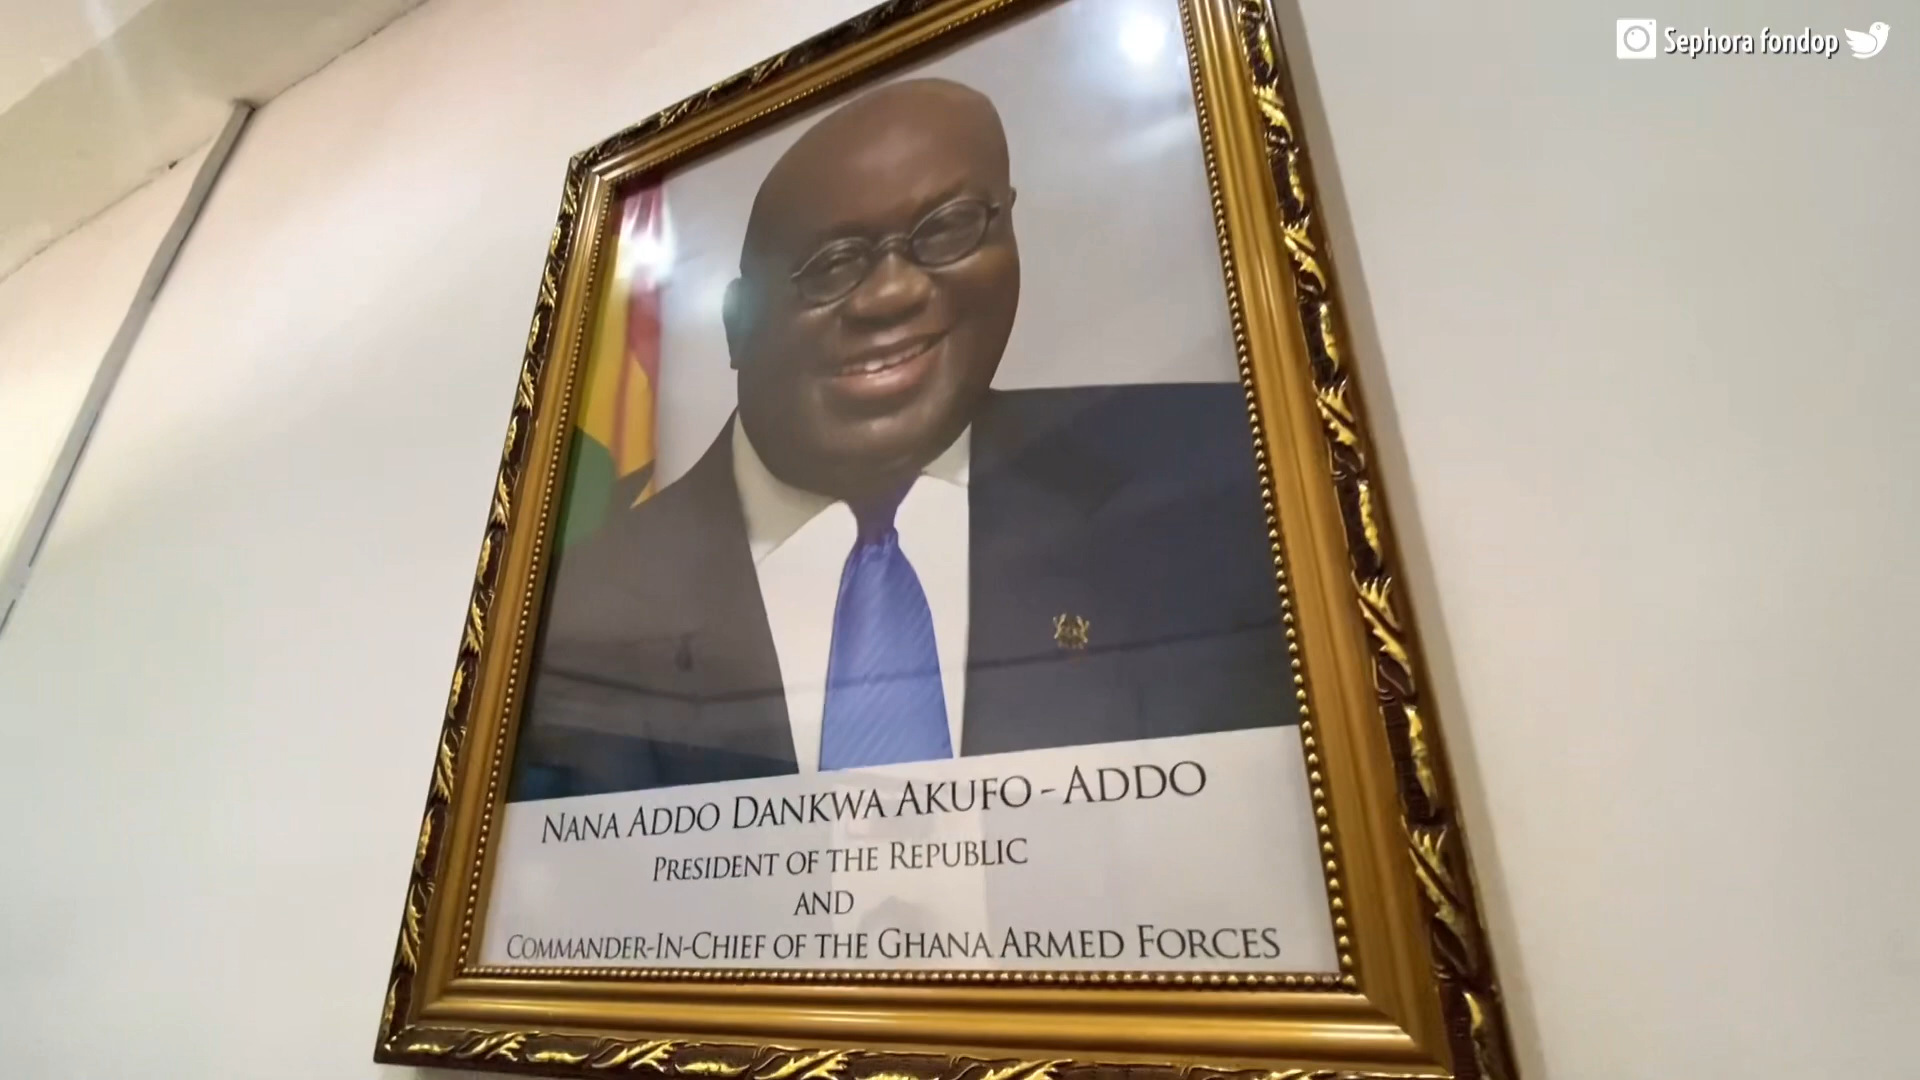 Sephora fondop
NANA ADDO DANKWA AKUFO - ADDO
PRESIDENT OF THE REPUBLIC
AND
COMMANDER-IN-CHIEF OF THE GHANA ARMED FORCES